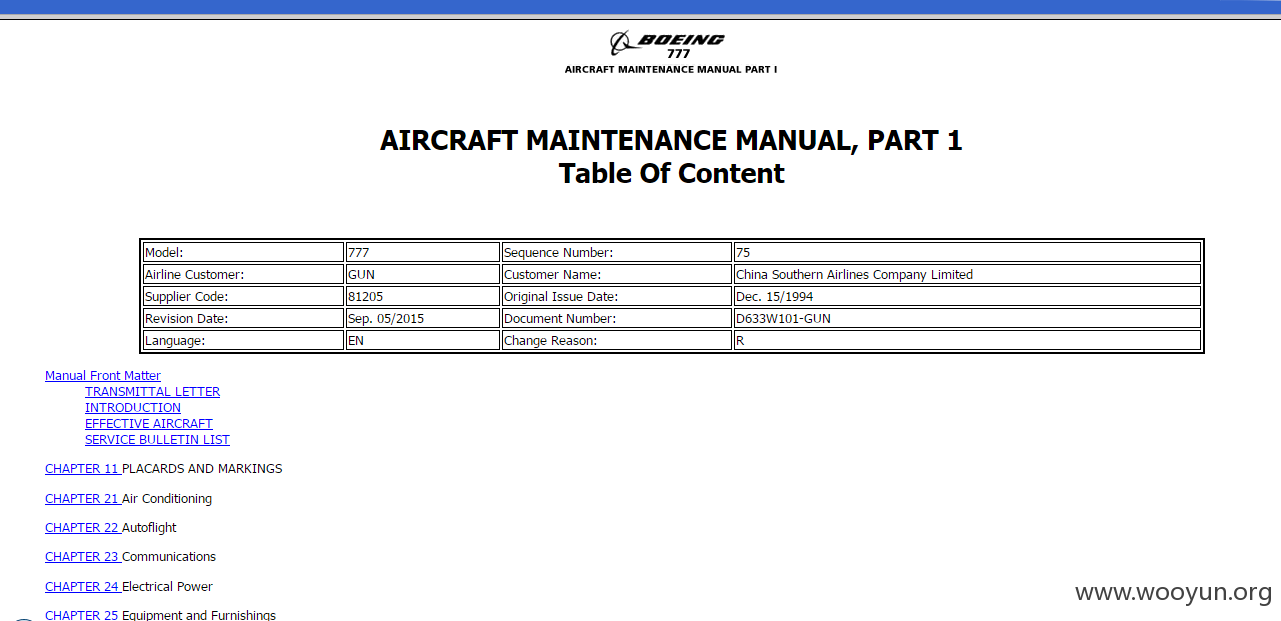 BOEING
777
AIRCRAFT MAINTENANCE MANUAL PART I
AIRCRAFT MAINTENANCE MANUAL, PART 1
Table Of Content
Model: 777 Sequence Number: 75
Airline Customer: GUN Customer Name: China Southern Airlines Company Limited
Supplier Code: 81205 Original Issue Date: Dec. 15/1994
Revision Date: Sep. 05/2015 Document Number: D633W101-GUN
Language: EN Change Reason: R
Manual Front Matter
TRANSMITTAL LETTER
INTRODUCTION
EFFECTIVE AIRCRAFT
SERVICE BULLETIN LIST
CHAPTER 11 PLACARDS AND MARKINGS
CHAPTER 21 Air Conditioning
CHAPTER 22 Autoflight
CHAPTER 23 Communications
CHAPTER 24 Electrical Power
CHAPTER 25 Equipment and Furnishings
www.wooyun.org